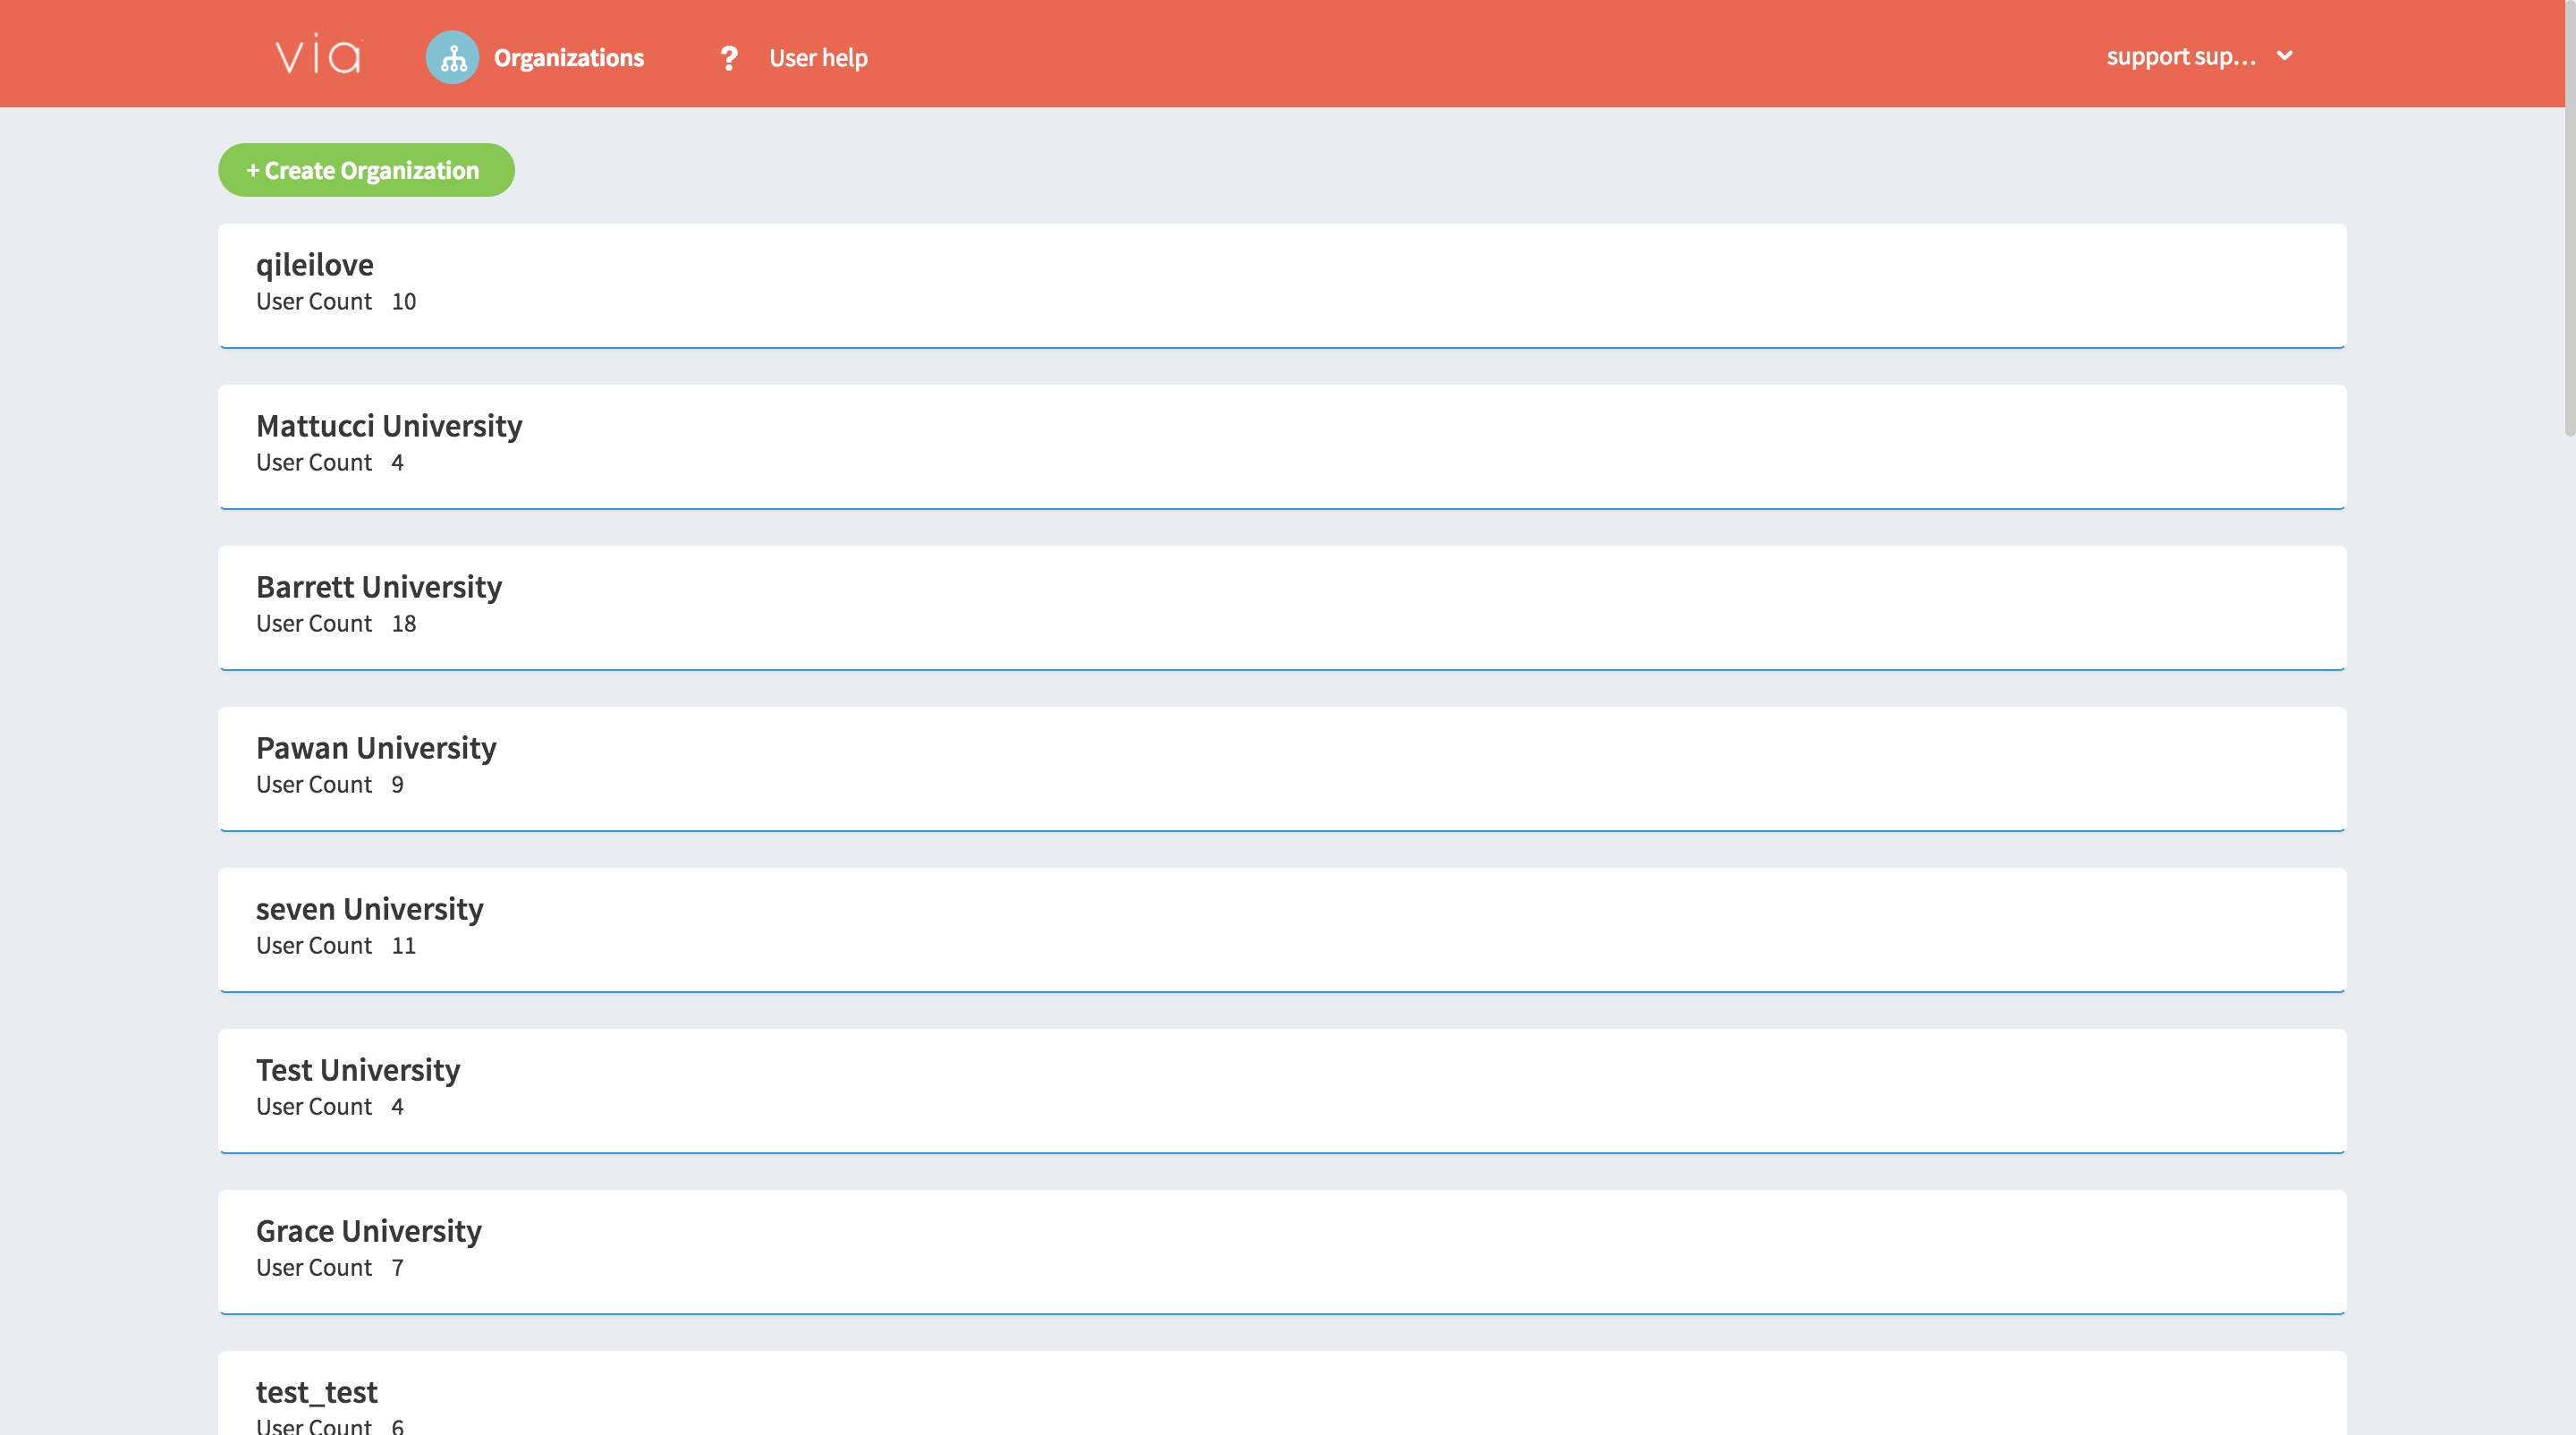 via
Organizations
? User help
support sup...
+ Create Organization
qileilove
User Count 10
Mattucci University
User Count 4
Barrett University
User Count 18
Pawan University
User Count 9
seven University
User Count 11
Test University
User Count 4
Grace University
User Count 7
test_test
User Count 6